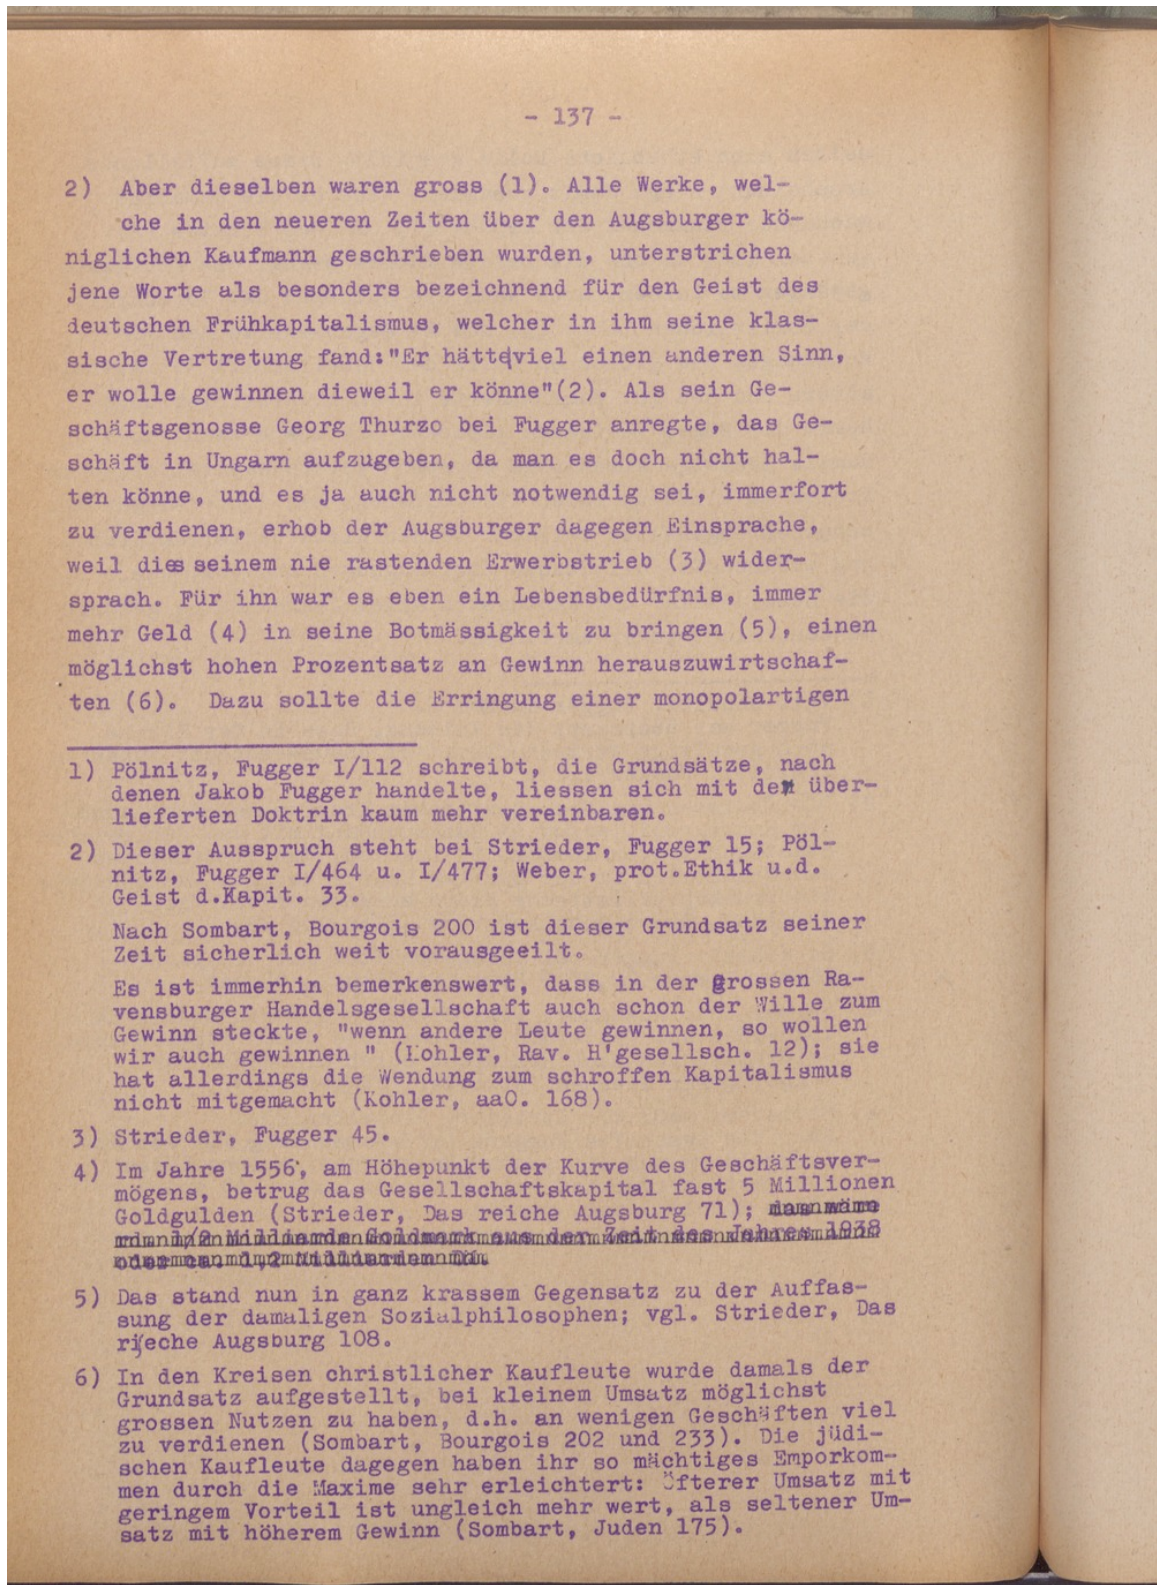 - 137 -
2) Aber dieselben waren gross (1). Alle Werke, wel-
che in den neueren Zeiten über den Augsburger kö-
niglichen Kaufmann geschrieben wurden, unterstrichen
jene Worte als besonders bezeichnend für den Geist des
deutschen Frühkapitalismus, welcher in ihm seine klas-
sische Vertretung fand:"Er hätte viel einen anderen Sinn,
er wolle gewinnen dieweil er könne"(2). Als sein Ge-
schäftsgenosse Georg Thurzo bei Fugger anregte, das Ge-
schäft in Ungarn aufzugeben, da man es doch nicht hal-
ten könne, und es ja auch nicht notwendig sei, immerfort
zu verdienen, erhob der Augsburger dagegen Einsprache,
weil dies seinem nie rastenden Erwerbstrieb (3) wider-
sprach. Für ihn war es eben ein Lebensbedürfnis, immer
mehr Geld (4) in seine Botmässigkeit zu bringen (5), einen
möglichst hohen Prozentsatz an Gewinn herauszuwirtschaf-
ten (6). Dazu sollte die Erringung einer monopolartigen
1) Pölnitz, Fugger I/112 schreibt, die Grundsätze, nach
denen Jakob Fugger handelte, liessen sich mit der über-
lieferten Doktrin kaum mehr vereinbaren.
2) Dieser Ausspruch steht bei Strieder, Fugger 15; Pöl-
nitz, Fugger I/464 u. I/477; Weber, prot.Ethik u.d.
Geist d.Kapit. 33.
Nach Sombart, Bourgois 200 ist dieser Grundsatz seiner
Zeit sicherlich weit vorausgeeilt.
Es ist immerhin bemerkenswert, dass in der grossen Ra-
vensburger Handelsgesellschaft auch schon der Wille zum
Gewinn steckte, "wenn andere Leute gewinnen, so wollen
wir auch gewinnen " (Kohler, Rav. H'gesellsch. 12); sie
hat allerdings die Wendung zum schroffen Kapitalismus
nicht mitgemacht (Kohler, aaO. 168).
3) Strieder, Fugger 45.
4) Im Jahre 1556, am Höhepunkt der Kurve des Geschäftsver-
mögens, betrug das Gesellschaftskapital fast 5 Millionen
Goldgulden (Strieder, Das reiche Augsburg 71);
1/2 Milliarde Goldmark aus der Zeit des Jahres 1938
oder ca. 1,2 Milliarden
5) Das stand nun in ganz krassem Gegensatz zu der Auffas-
sung der damaligen Sozialphilosophen; vgl. Strieder, Das
rieche Augsburg 108.
6) In den Kreisen christlicher Kaufleute wurde damals der
Grundsatz aufgestellt, bei kleinem Umsatz möglichst
grossen Nutzen zu haben, d.h. an wenigen Geschäften viel
zu verdienen (Sombart, Bourgois 202 und 233). Die jüdi-
schen Kaufleute dagegen haben ihr so mächtiges Emporkom-
men durch die Maxime sehr erleichtert: Öfterer Umsatz mit
geringem Vorteil ist ungleich mehr wert, als seltener Um-
satz mit höherem Gewinn (Sombart, Juden 175).